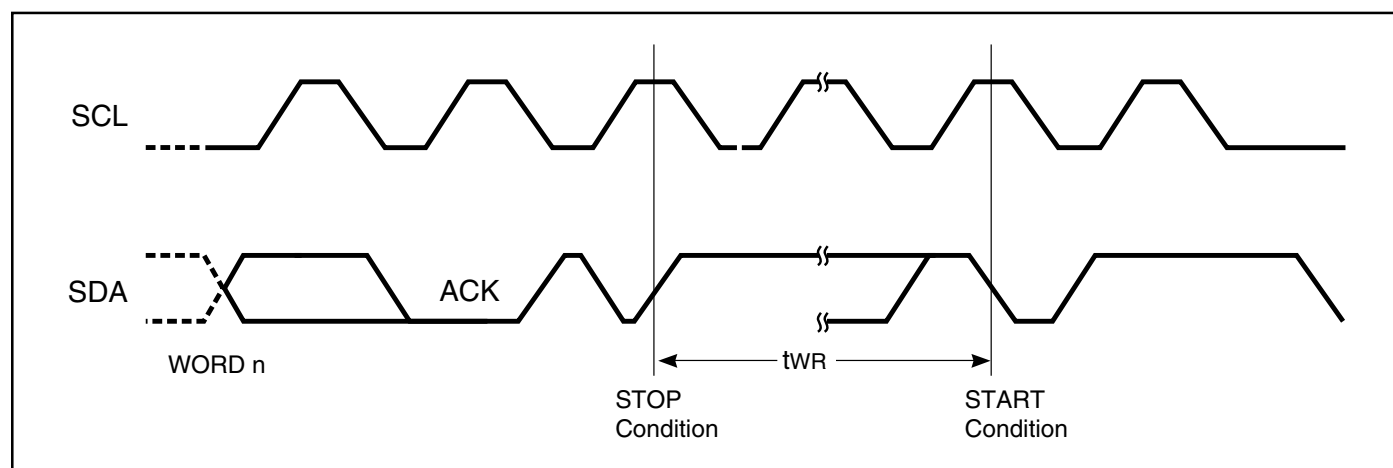 SCL
SDA
ACK
WORD n
tWR
STOP
Condition
START
Condition